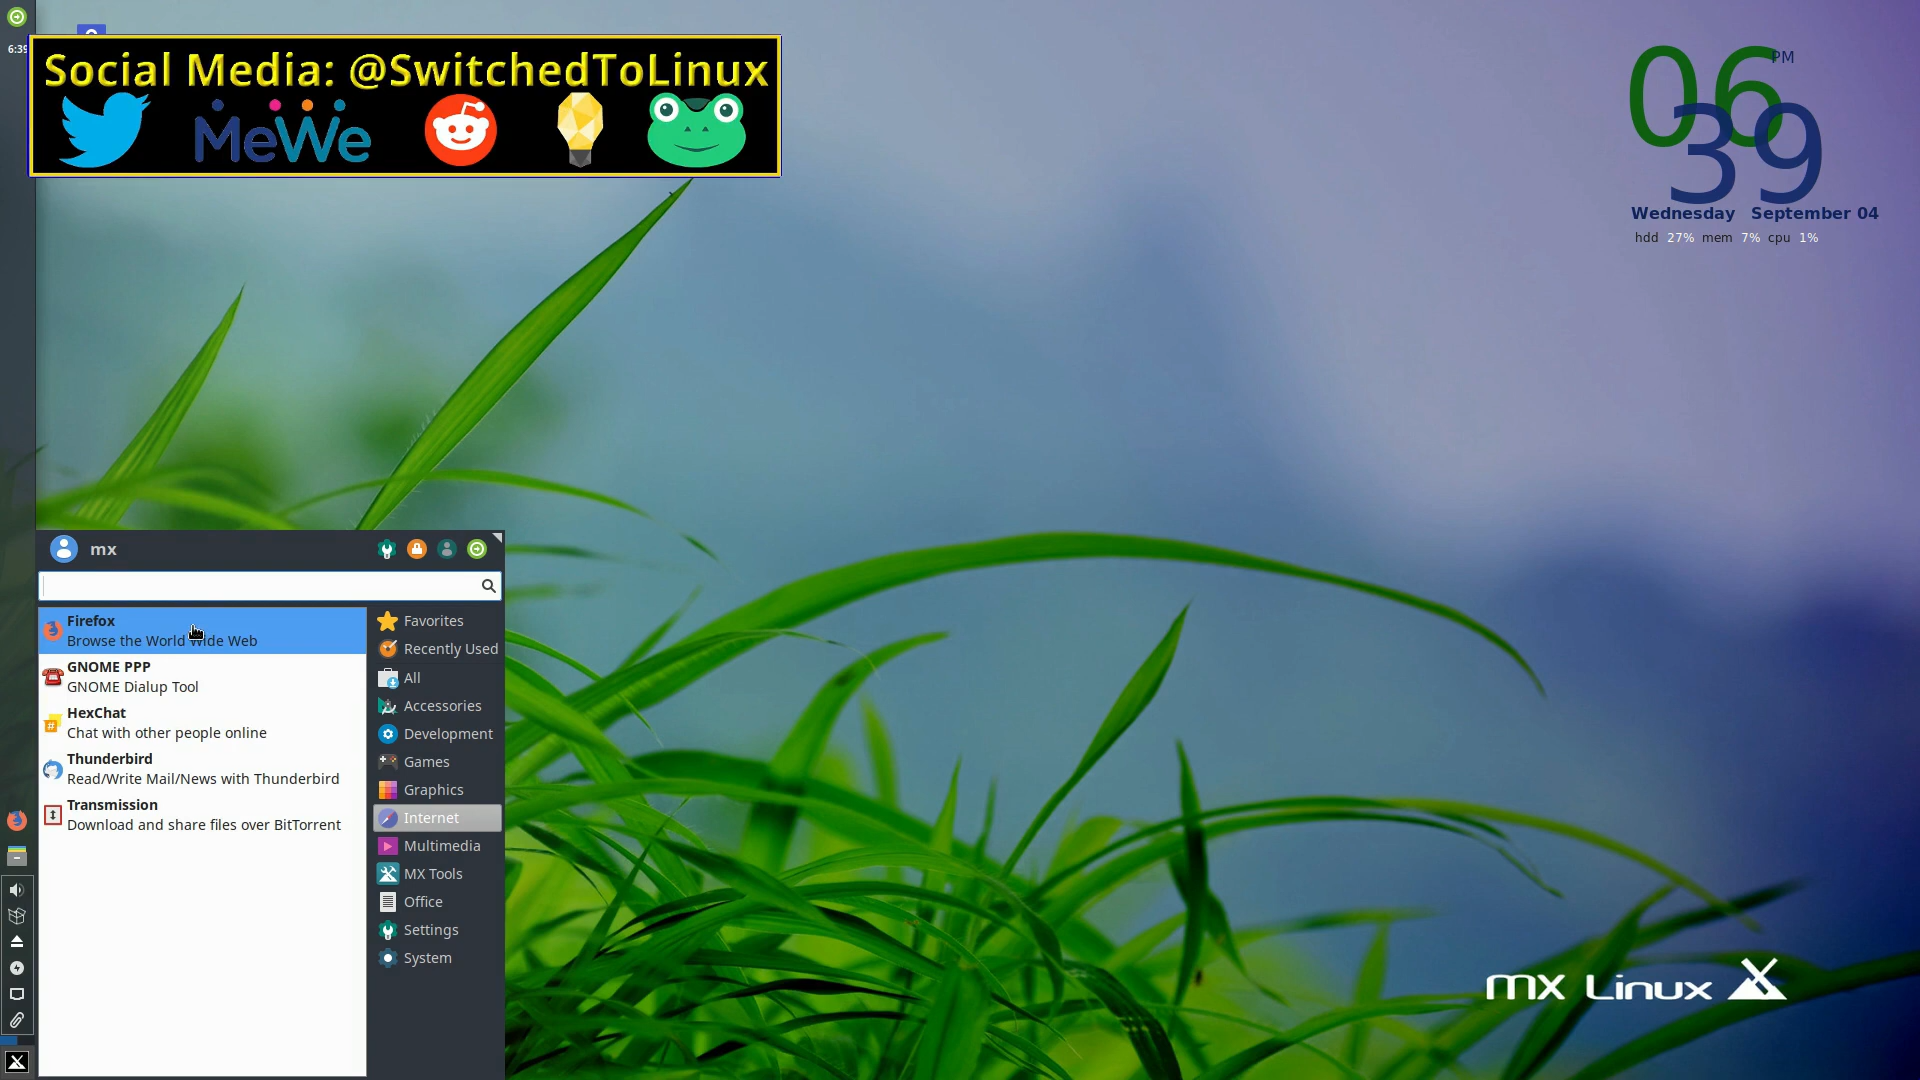 6:39
Social Media: @SwitchedToLinux
MeWe
06 PM
39
Wednesday September 04
hdd 27% mem 7% cpu 1%
mx
Firefox
Browse the World Wide Web
GNOME PPP
GNOME Dialup Tool
HexChat
Chat with other people online
Thunderbird
Read/Write Mail/News with Thunderbird
Transmission
Download and share files over BitTorrent
Favorites
Recently Used
All
Accessories
Development
Games
Graphics
Internet
Multimedia
MX Tools
Office
Settings
System
mx Linux